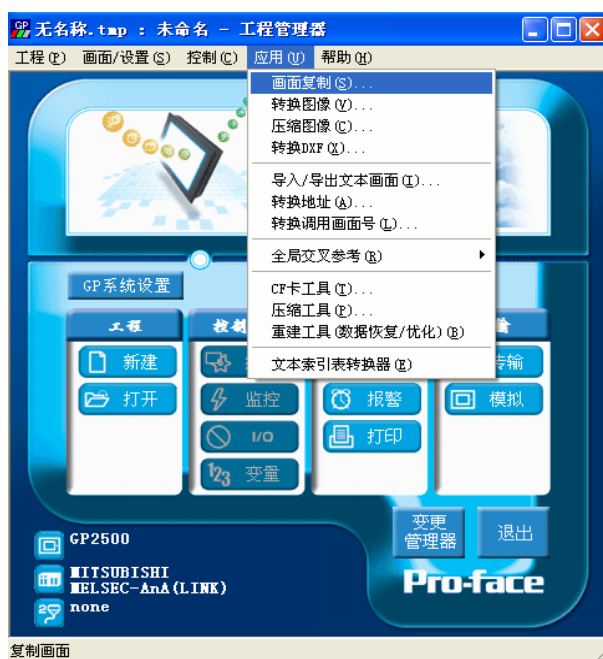 无名称.tmp : 未命名 - 工程管理器
工程(P) 画面/设置(S) 控制(C) 应用(U) 帮助(H)
画面复制(S)...
转换图像(V)...
压缩图像(C)...
转换DXF(X)...
导入/导出文本画面(I)...
转换地址(A)...
转换调用画面号(L)...
全局交叉参考(R)
CF卡工具(T)...
压缩工具(P)...
重建工具(数据恢复/优化)(B)
文本索引表转换器(E)
GP系统设置
工程
新建
打开
监控
I/O
123 变量
报警
打印
传输
模拟
变更
管理器
退出
GP2500
MITSUBISHI
MELSEC-AnA(LINK)
none
Pro-face
复制画面